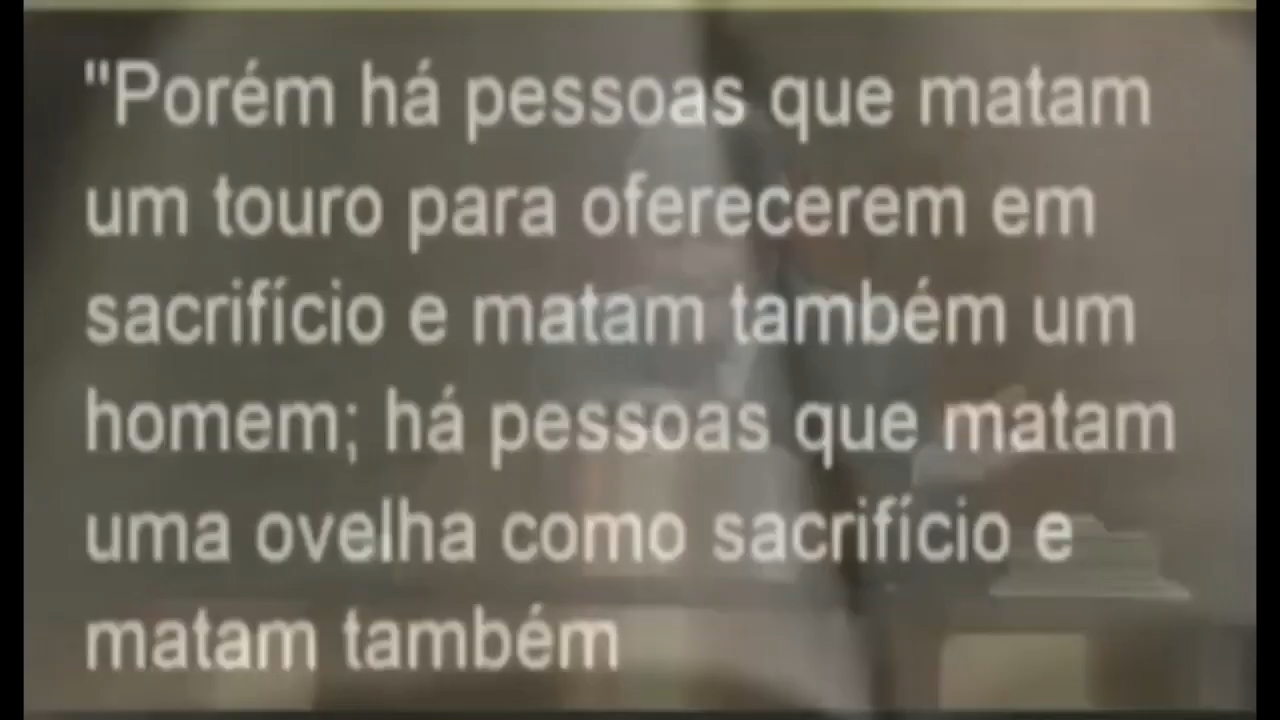 "Porém há pessoas que matam
um touro para oferecerem em
sacrifício e matam também um
homem; há pessoas que matam
uma ovelha como sacrifício e
matam também